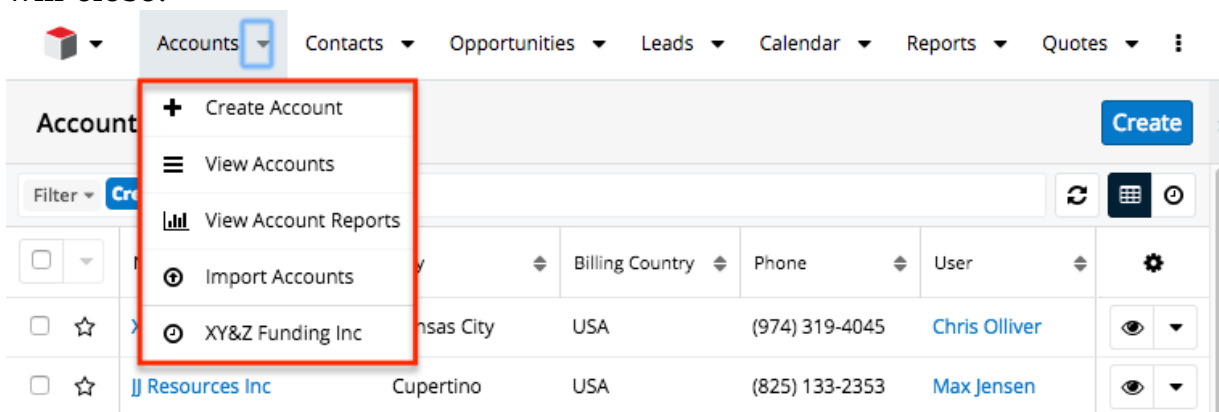 Accounts Contacts Opportunities Leads Calendar Reports Quotes
Create Account
Accoun Create
View Accounts
Filter Cre
View Account Reports
Billing Country Phone User
Import Accounts
XY&Z Funding Inc nsas City USA (974) 319-4045 Chris Olliver
JJ Resources Inc Cupertino USA (825) 133-2353 Max Jensen